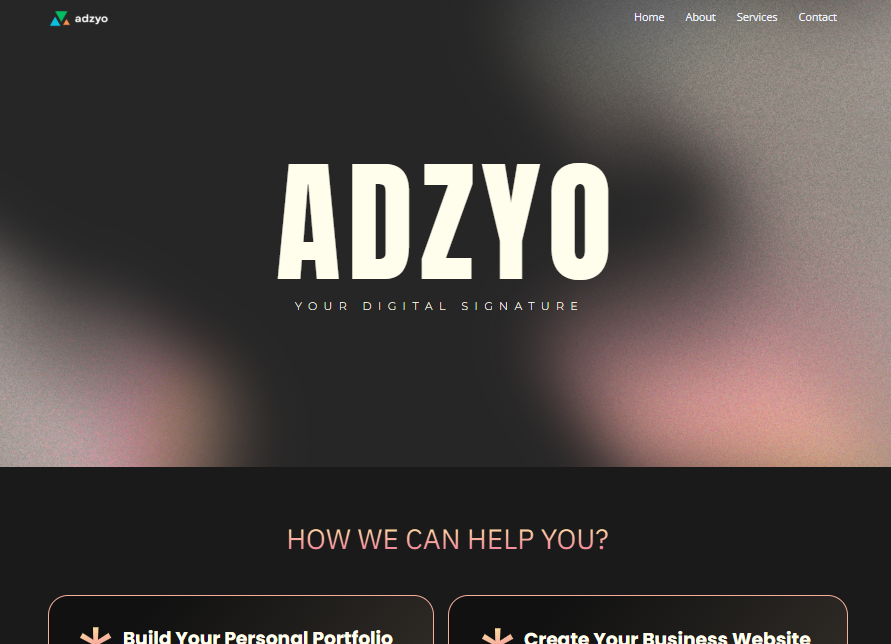 adzyo
Home About Services Contact
ADZYO
YOUR DIGITAL SIGNATURE
HOW WE CAN HELP YOU?
Build Your Personal Portfolio
Create Your Business Website